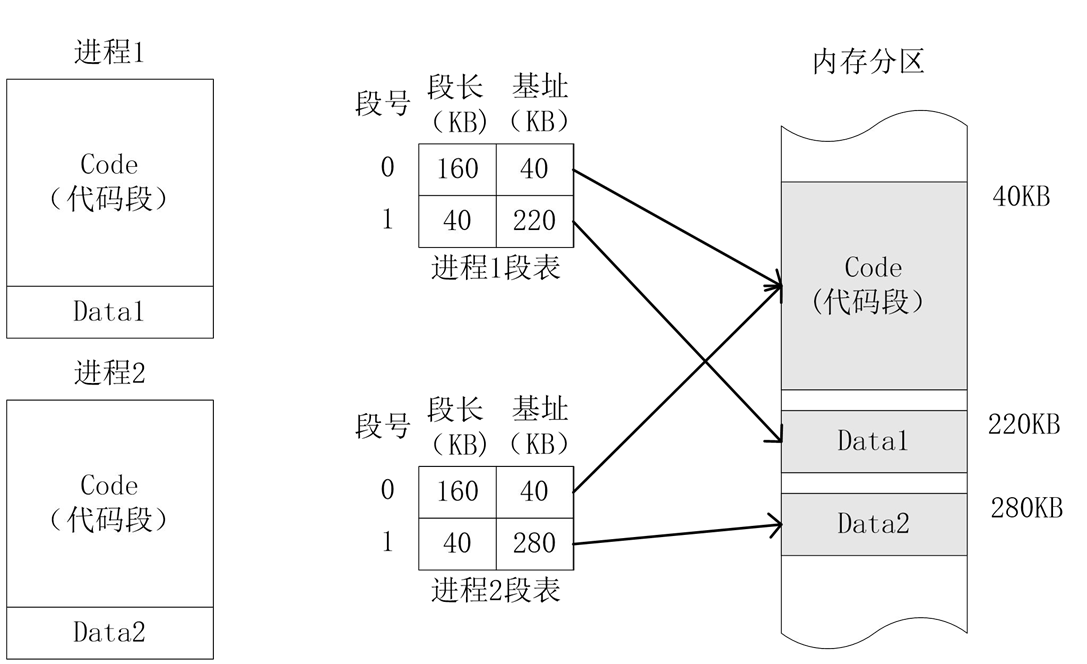 进程1
Code
（代码段）
Data1
进程2
Code
（代码段）
Data2
段号 段长 基址
（KB） （KB）
0 160 40
1 40 220
进程1段表
段号 段长 基址
（KB） （KB）
0 160 40
1 40 280
进程2段表
内存分区
40KB
Code
(代码段）
220KB
Data1
280KB
Data2